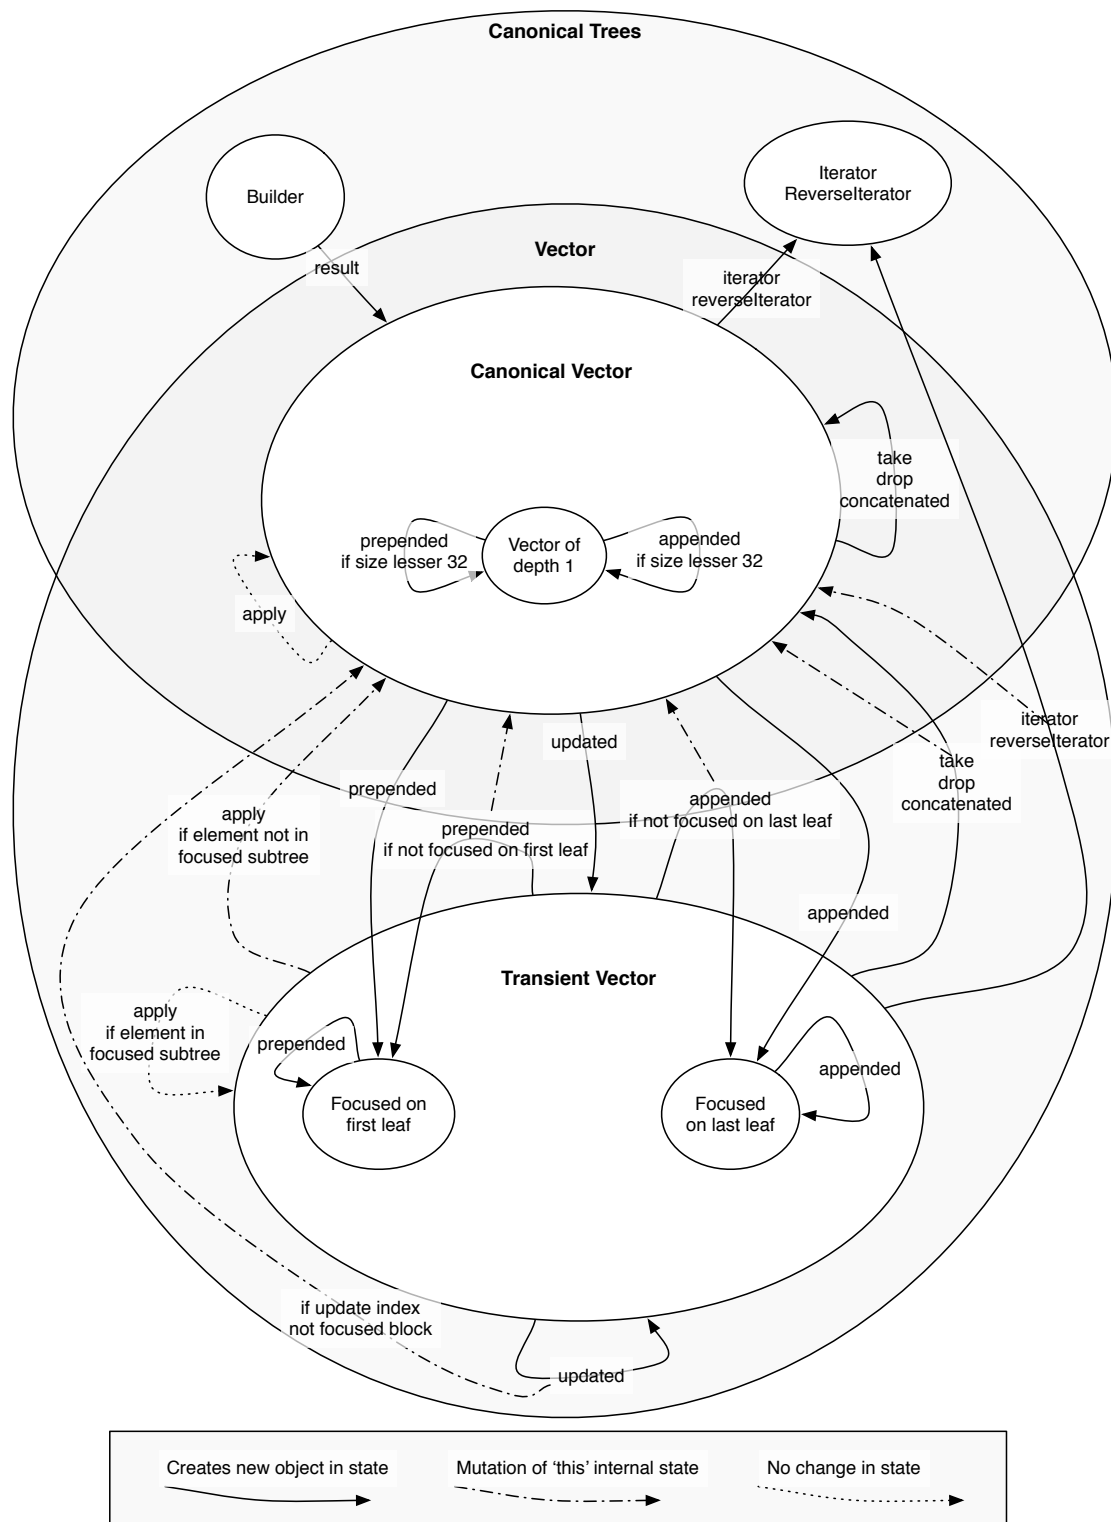 Canonical Trees
Builder
Iterator
ReverseIterator
result
Vector
iterator
reverseIterator
Canonical Vector
take
drop
concatenated
prepended
if size lesser 32
Vector of
depth 1
appended
if size lesser 32
apply
updated
iterator
reverseIterator
take
drop
concatenated
prepended
apply
if element not in
focused subtree
prepended
if not focused on first leaf
appended
if not focused on last leaf
appended
Transient Vector
apply
if element in
focused subtree
prepended
appended
Focused on
first leaf
Focused
on last leaf
if update index
not focused block
updated
Creates new object in state
Mutation of ‘this’ internal state
No change in state